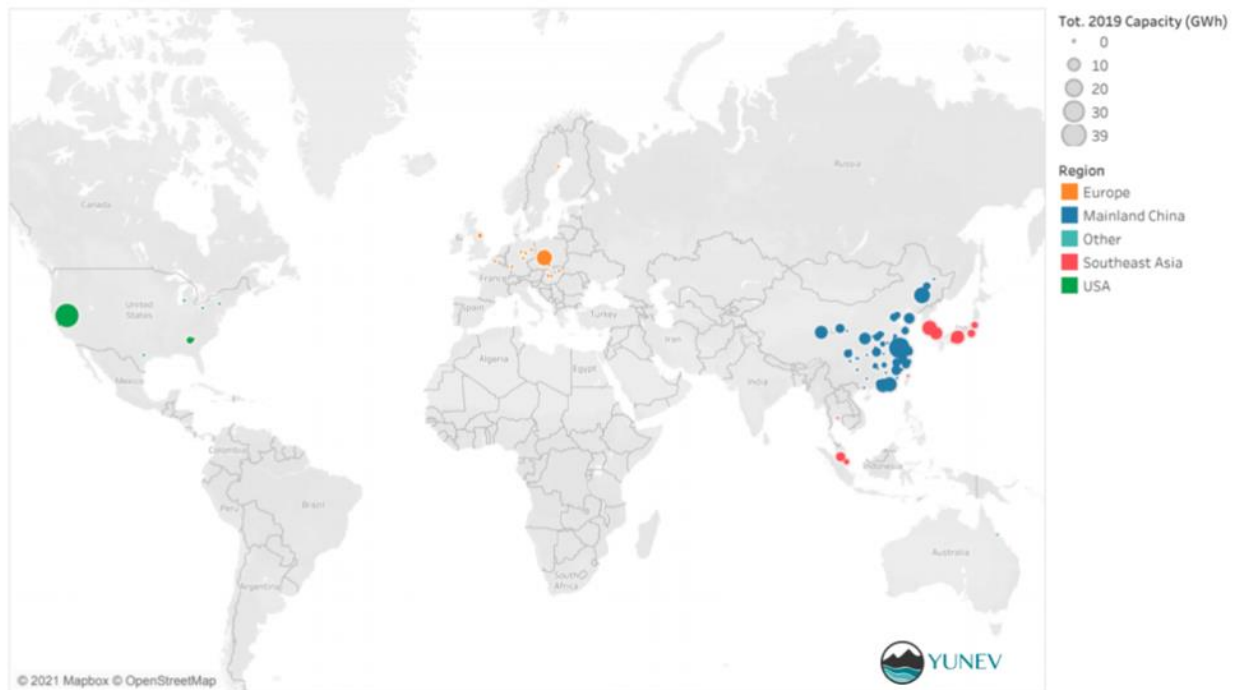 Tot. 2019 Capacity (GWh)
0
10
20
30
39
Region
Europe
Mainland China
Other
Southeast Asia
USA
Russia
Canada
France
United
States
Spain
Turkey
Iran
Algeria
Egypt
Mexico
India
Colombia
Indonesia
Peru
Brazil
Australia
South
Africa
Argentina
YUNEV
© 2021 Mapbox © OpenStreetMap